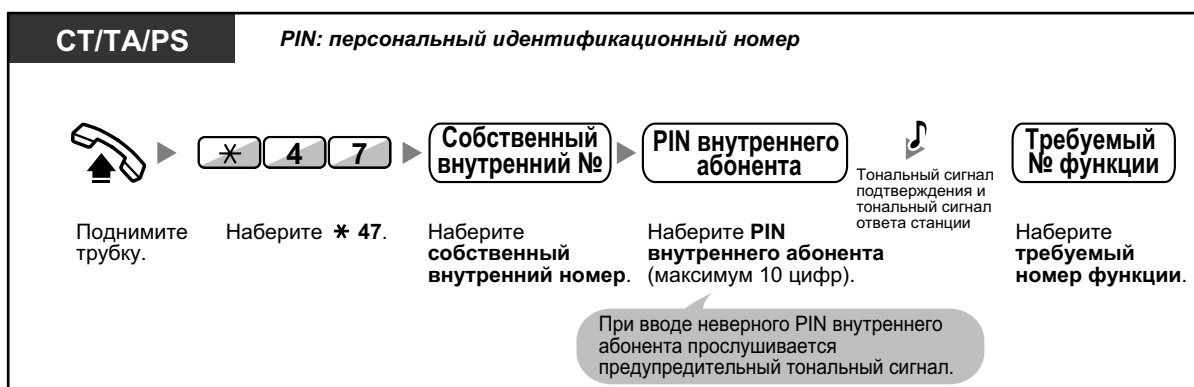 CT/TA/PS
PIN: персональный идентификационный номер
✳ 4 7
Собственный
внутренний №
PIN внутреннего
абонента
Тональный сигнал
подтверждения и
тональный сигнал
ответа станции
Требуемый
№ функции
Поднимите
трубку.
Наберите ✳ 47.
Наберите
собственный
внутренний номер.
Наберите PIN
внутреннего абонента
(максимум 10 цифр).
Наберите
требуемый
номер функции.
При вводе неверного PIN внутреннего
абонента прослушивается
предупредительный тональный сигнал.